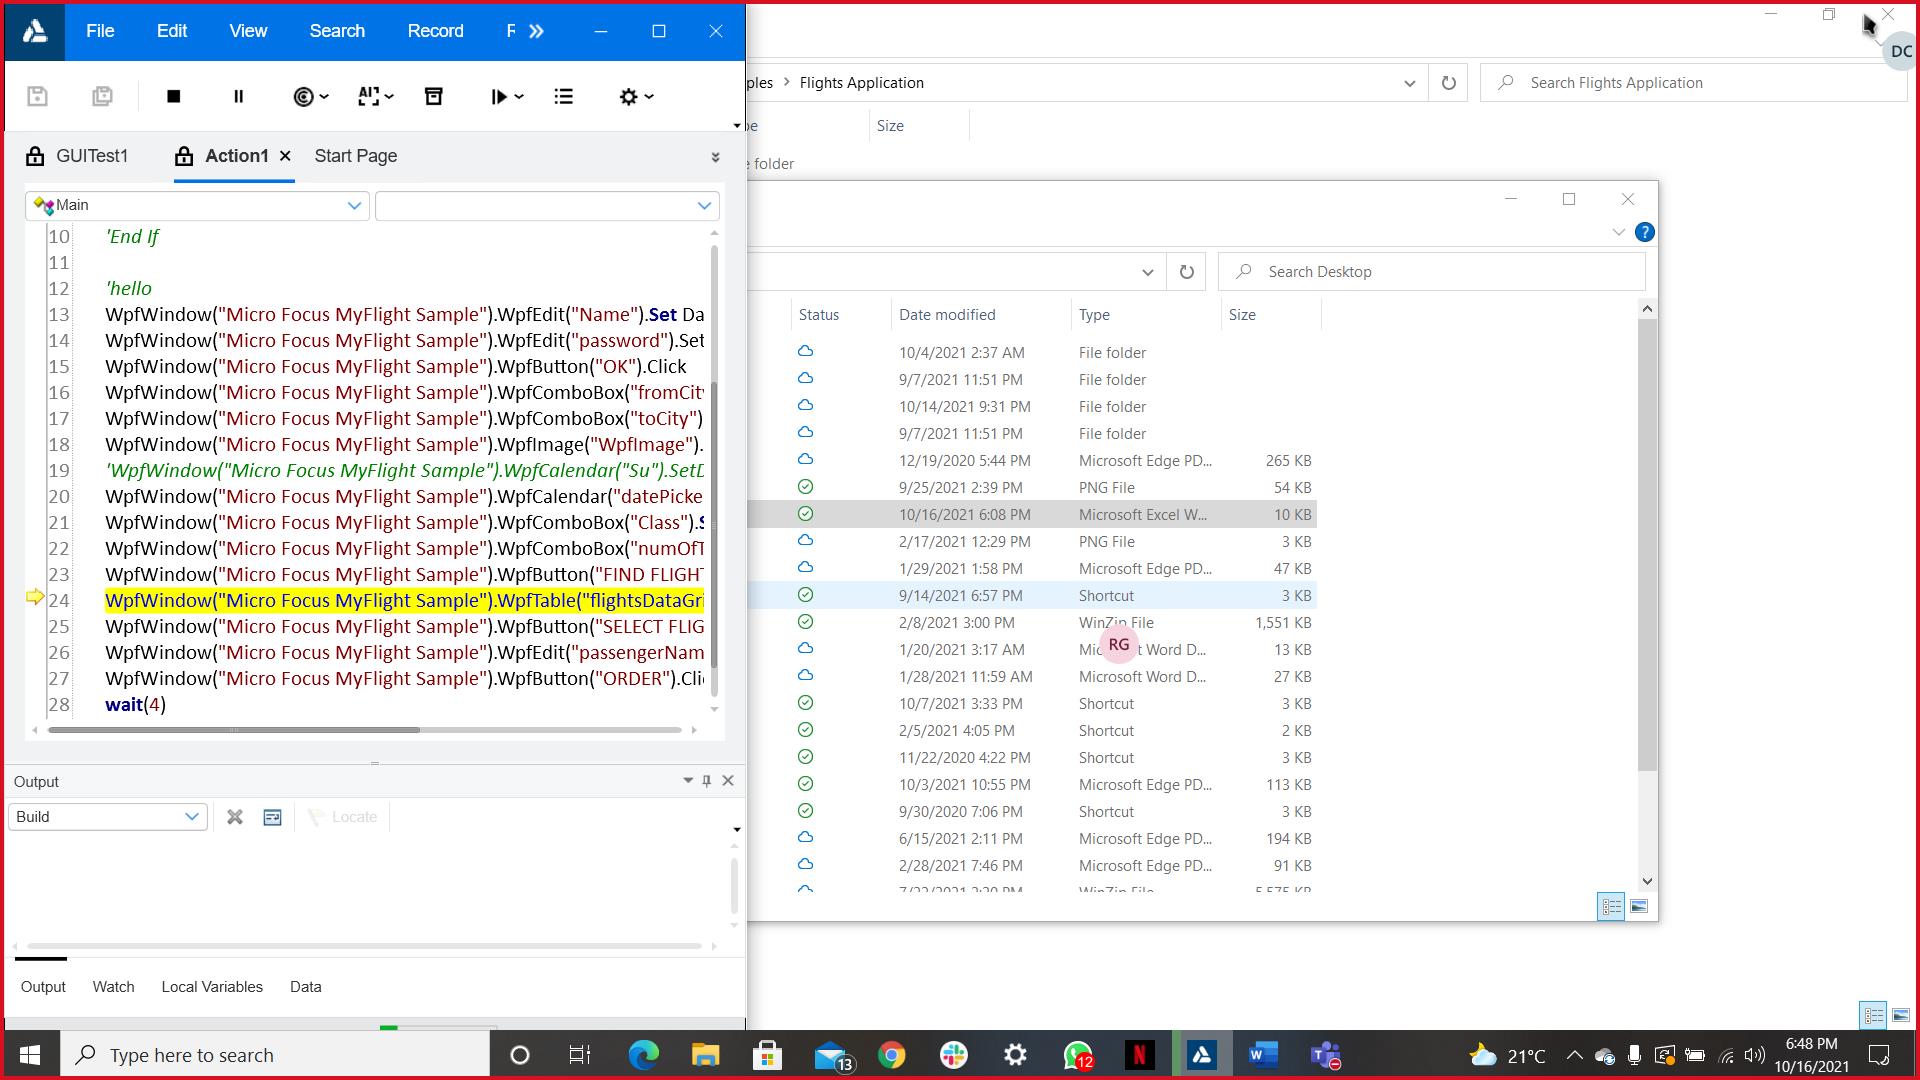 File Edit View Search Record
DC
ples > Flights Application
Search Flights Application
Size
GUITest1
Action1
Start Page
e folder
Main
10 'End If
11
12 'hello
13 WpfWindow("Micro Focus MyFlight Sample").WpfEdit("Name").Set Da
14 WpfWindow("Micro Focus MyFlight Sample").WpfEdit("password").Set
15 WpfWindow("Micro Focus MyFlight Sample").WpfButton("OK").Click
16 WpfWindow("Micro Focus MyFlight Sample").WpfComboBox("fromCity
17 WpfWindow("Micro Focus MyFlight Sample").WpfComboBox("toCity")
18 WpfWindow("Micro Focus MyFlight Sample").WpfImage("WpfImage").
19 'WpfWindow("Micro Focus MyFlight Sample").WpfCalendar("Su").SetD
20 WpfWindow("Micro Focus MyFlight Sample").WpfCalendar("datePicke
21 WpfWindow("Micro Focus MyFlight Sample").WpfComboBox("Class").S
22 WpfWindow("Micro Focus MyFlight Sample").WpfComboBox("numOfT
23 WpfWindow("Micro Focus MyFlight Sample").WpfButton("FIND FLIGHT
24 WpfWindow("Micro Focus MyFlight Sample").WpfTable("flightsDataGri
25 WpfWindow("Micro Focus MyFlight Sample").WpfButton("SELECT FLIG
26 WpfWindow("Micro Focus MyFlight Sample").WpfEdit("passengerNam
27 WpfWindow("Micro Focus MyFlight Sample").WpfButton("ORDER").Clic
28 wait(4)
Output
Build
Locate
Output Watch Local Variables Data
Search Desktop
Status Date modified Type Size
10/4/2021 2:37 AM File folder
9/7/2021 11:51 PM File folder
10/14/2021 9:31 PM File folder
9/7/2021 11:51 PM File folder
12/19/2020 5:44 PM Microsoft Edge PD... 265 KB
9/25/2021 2:39 PM PNG File 54 KB
10/16/2021 6:08 PM Microsoft Excel W... 10 KB
2/17/2021 12:29 PM PNG File 3 KB
1/29/2021 1:58 PM Microsoft Edge PD... 47 KB
9/14/2021 6:57 PM Shortcut 3 KB
2/8/2021 3:00 PM WinZip File 1,551 KB
RG
1/20/2021 3:17 AM Mic t Word D... 13 KB
1/28/2021 11:59 AM Microsoft Word D... 27 KB
10/7/2021 3:33 PM Shortcut 3 KB
2/5/2021 4:05 PM Shortcut 2 KB
11/22/2020 4:22 PM Shortcut 3 KB
10/3/2021 10:55 PM Microsoft Edge PD... 113 KB
9/30/2020 7:06 PM Shortcut 3 KB
6/15/2021 2:11 PM Microsoft Edge PD... 194 KB
2/28/2021 7:46 PM Microsoft Edge PD... 91 KB
Type here to search
13
12
21°C
6:48 PM
10/16/2021